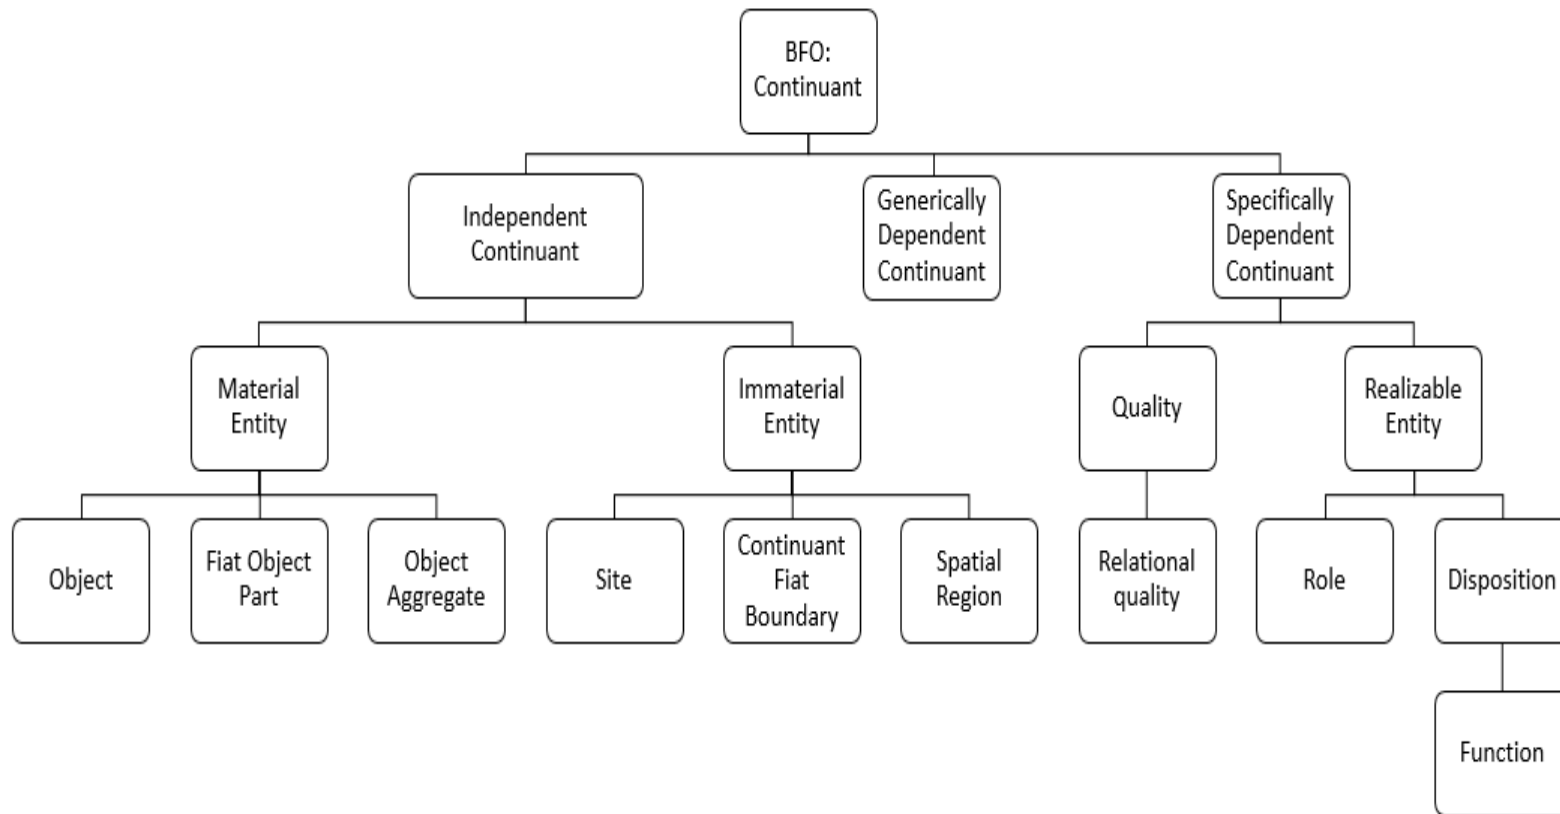 BFO:
Continuant
Independent
Continuant
Generically
Dependent
Continuant
Specifically
Dependent
Continuant
Material
Entity
Immaterial
Entity
Quality
Realizable
Entity
Object
Fiat Object
Part
Object
Aggregate
Site
Continuant
Fiat
Boundary
Spatial
Region
Relational
quality
Role
Disposition
Function